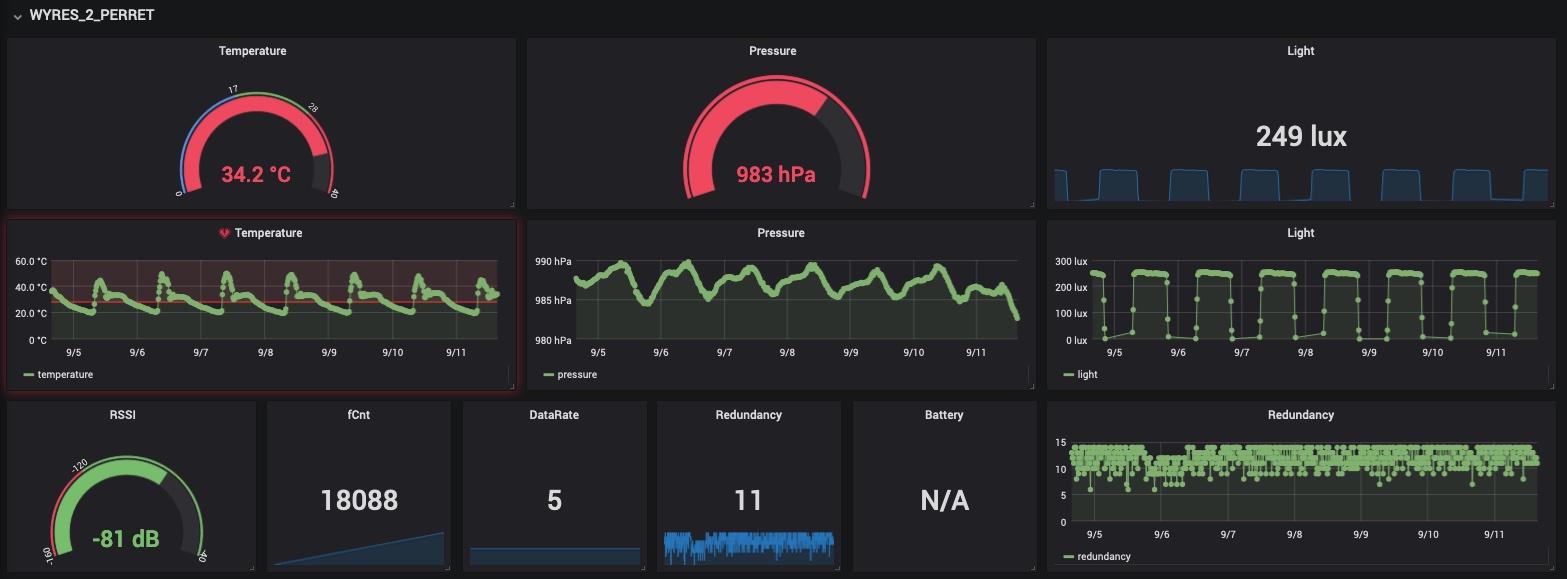 WYRES_2_PERRET
Temperature
0
17
28
40
34.2 °C
Pressure
983 hPa
Light
249 lux
Temperature
60.0 °C
40.0 °C
20.0 °C
0 °C
9/5 9/6 9/7 9/8 9/9 9/10 9/11
temperature
Pressure
990 hPa
985 hPa
980 hPa
9/5 9/6 9/7 9/8 9/9 9/10 9/11
pressure
Light
300 lux
200 lux
100 lux
0 lux
9/5 9/6 9/7 9/8 9/9 9/10 9/11
light
RSSI
-160
-120
-40
-81 dB
fCnt
18088
DataRate
5
Redundancy
11
Battery
N/A
Redundancy
15
10
5
0
9/5 9/6 9/7 9/8 9/9 9/10 9/11
redundancy